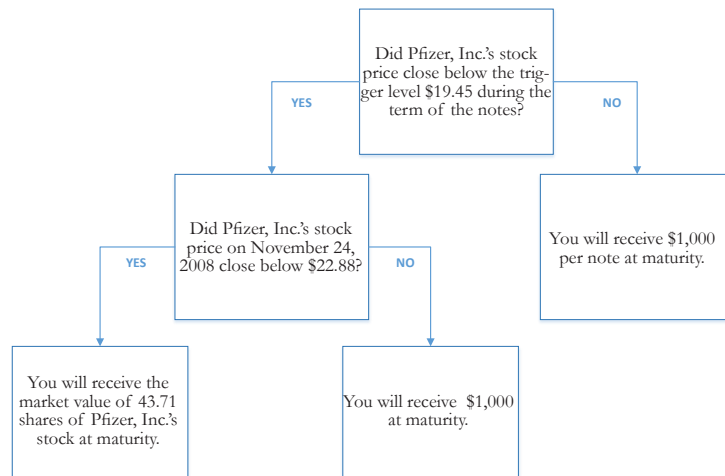 Did Pfizer, Inc.'s stock
price close below the trig-
ger level $19.45 during the
term of the notes?
YES
NO
Did Pfizer, Inc.'s stock
price on November 24,
2008 close below $22.88?
You will receive $1,000
per note at maturity.
YES
NO
You will receive the
market value of 43.71
shares of Pfizer, Inc.'s
stock at maturity.
You will receive $1,000
at maturity.